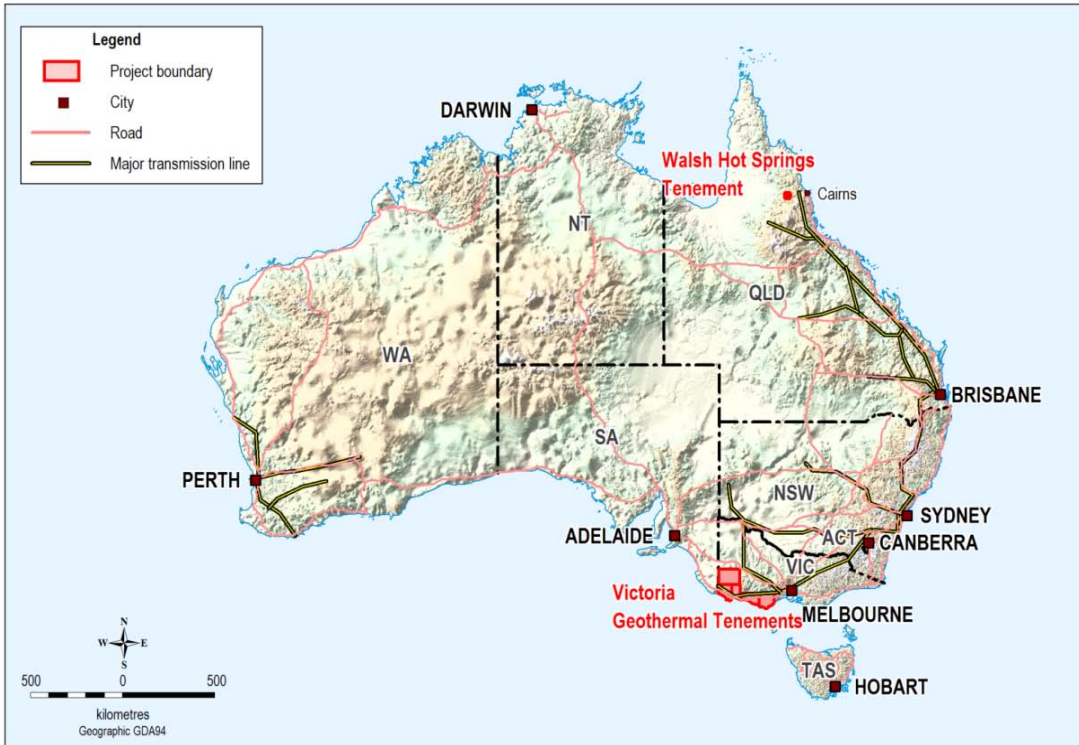 Legend
Project boundary
City
Road
Major transmission line
DARWIN
Walsh Hot Springs
Tenement
Cairns
NT
QLD
WA
BRISBANE
SA
PERTH
NSW
SYDNEY
ADELAIDE
ACT
CANBERRA
VIC
Victoria
Geothermal Tenements
MELBOURNE
TAS
HOBART
N
W E
S
500 0 500
kilometres
Geographic GDA94